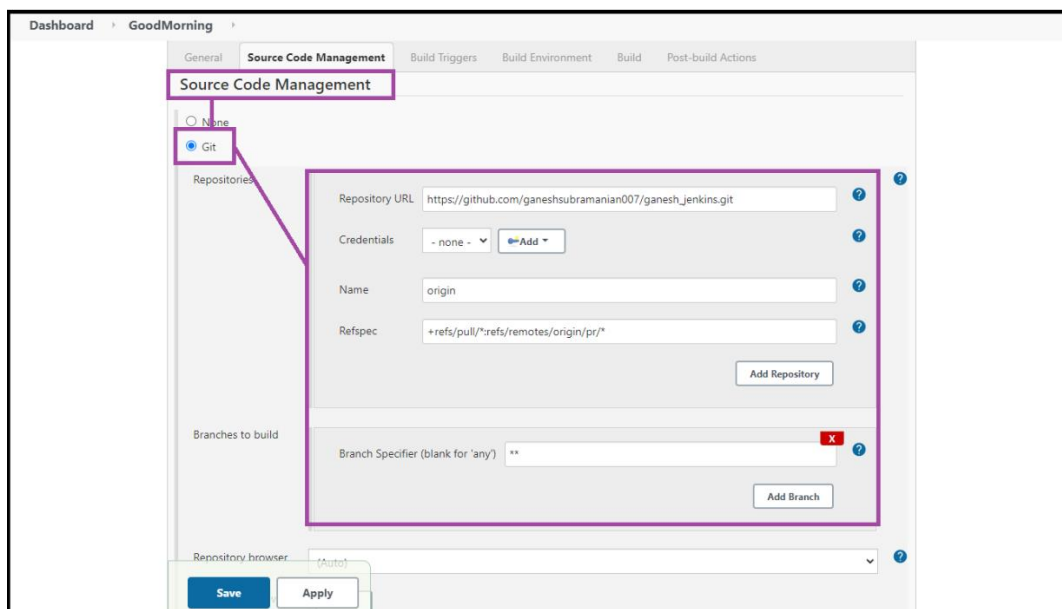 Dashboard GoodMorning
General Source Code Management Build Triggers Build Environment Build Post-build Actions
Source Code Management
None
Git
Repositories
Repository URL https://github.com/ganeshsubramanian007/ganesh_jenkins.git
Credentials - none - Add
Name origin
Refspec +refs/pull/*:refs/remotes/origin/pr/*
Add Repository
Branches to build
X
Branch Specifier (blank for 'any') **
Add Branch
Repository browser (Auto)
Save Apply